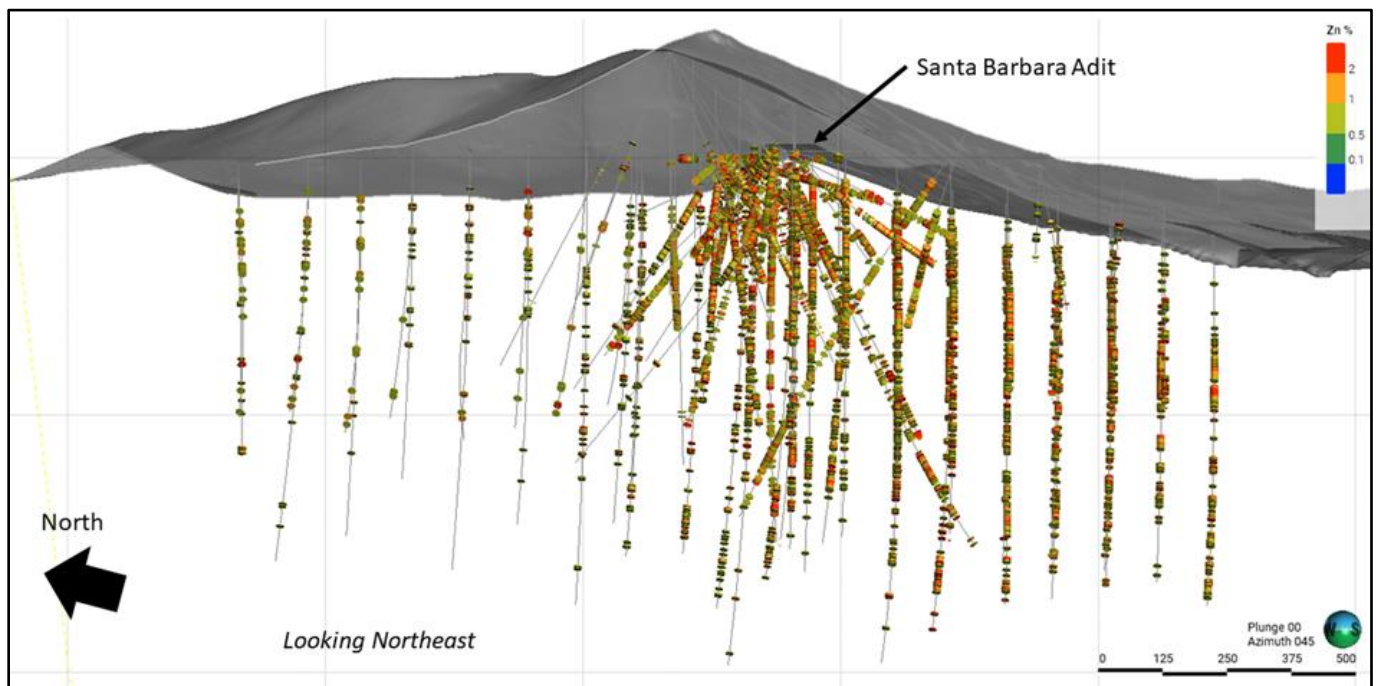 Zn %
Santa Barbara Adit
2
1
0.5
0.1
North
Looking Northeast
Plunge 00
Azimuth 045
N S
0 125 250 375 500